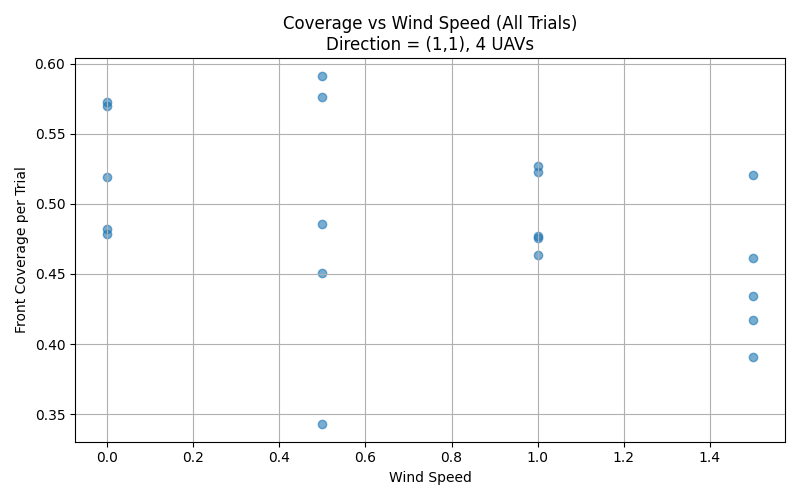 Coverage vs Wind Speed (All Trials)
Direction = (1,1), 4 UAVs
0.60
0.55
0.50
0.45
0.40
0.35
Front Coverage per Trial
0.0 0.2 0.4 0.6 0.8 1.0 1.2 1.4
Wind Speed